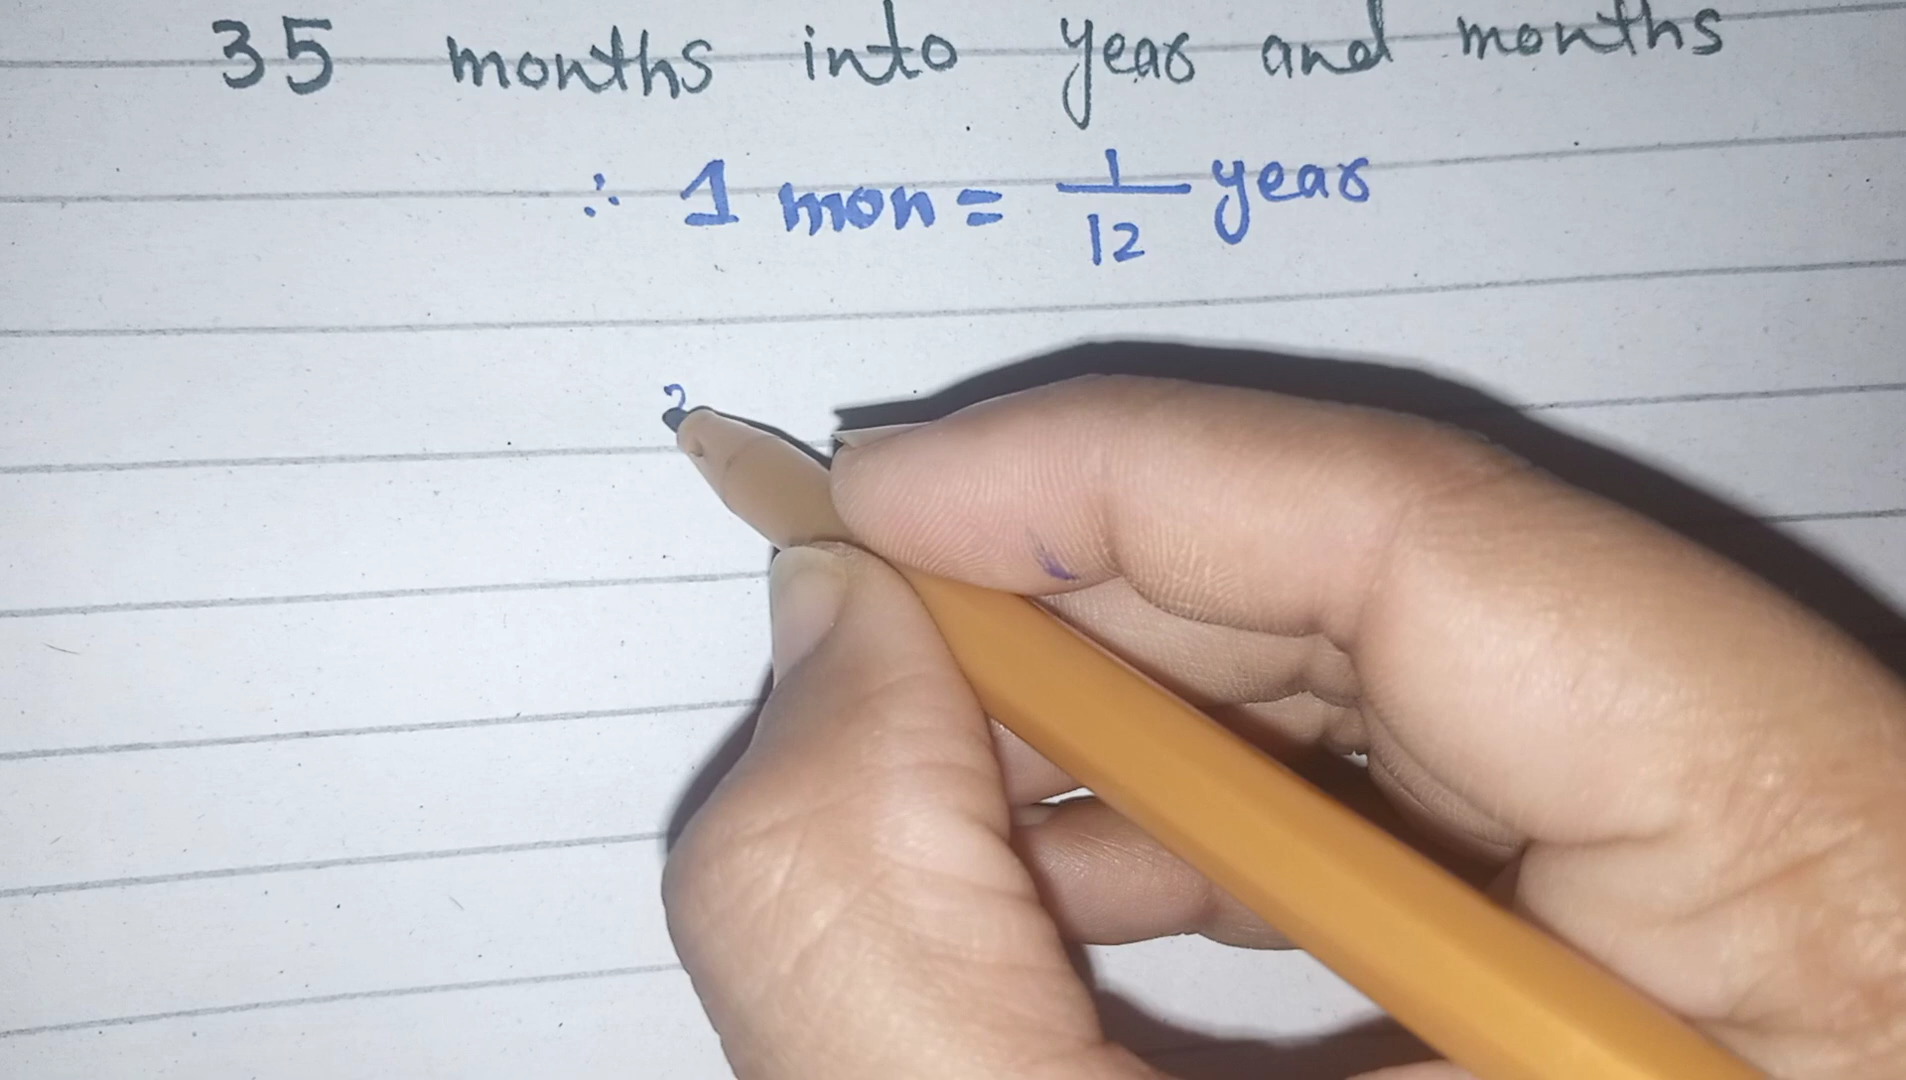 35 months into year and months
∴ 1 mon = 1/12 year